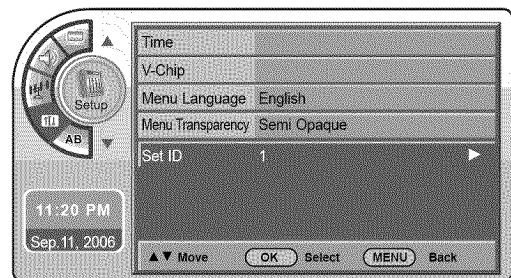 Time
V-Chip
Menu Language English
Menu Transparency Semi Opaque
Set ID 1
Setup
AB
11:20 PM
Sep.11, 2006
▲▼ Move OK Select MENU Back